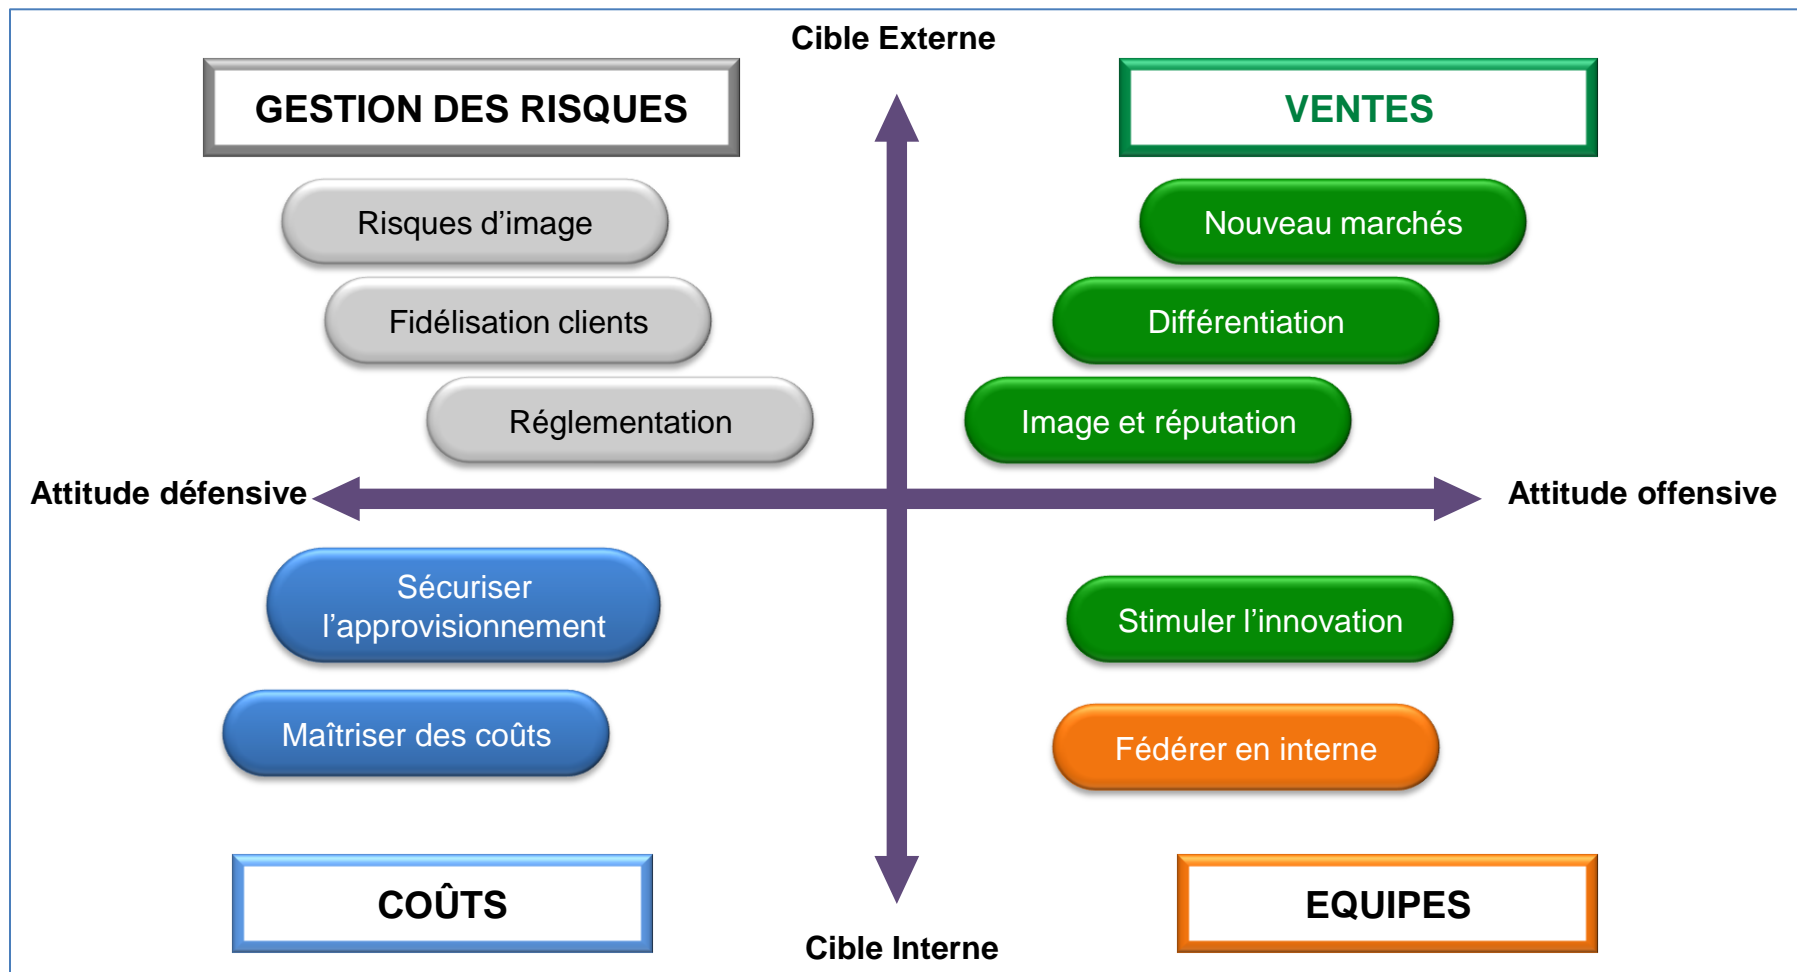 Cible Externe
GESTION DES RISQUES
VENTES
Risques d’image
Nouveau marchés
Fidélisation clients
Différentiation
Réglementation
Image et réputation
Attitude défensive
Attitude offensive
Sécuriser
l’approvisionnement
Stimuler l’innovation
Maîtriser des coûts
Fédérer en interne
COÛTS
EQUIPES
Cible Interne